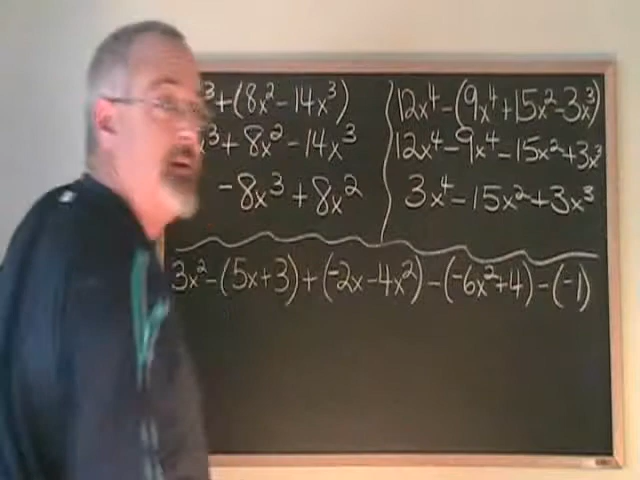 ³+(8x²-14x³)
x³+8x²-14x³
-8x³+8x²
12x⁴-(9x⁴+15x²-3x³)
12x⁴-9x⁴-15x²+3x³
3x⁴-15x²+3x³
3x²-(5x+3)+(-2x-4x²)-(-6x²+4)-(-1)